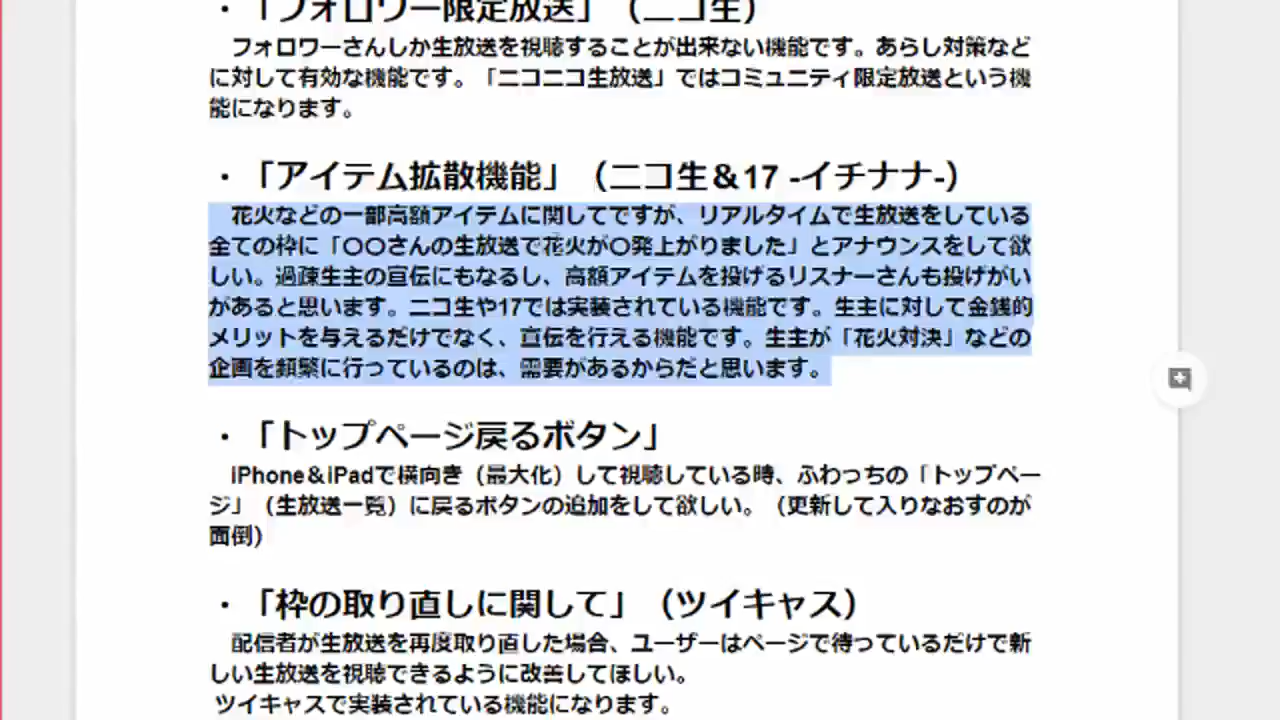 ・「フォロワー限定放送」（ニコ生）
フォロワーさんしか生放送を視聴することが出来ない機能です。あらし対策など
に対して有効な機能です。「ニコニコ生放送」ではコミュニティ限定放送という機
能になります。
・「アイテム拡散機能」（ニコ生＆17 -イチナナ-）
花火などの一部高額アイテムに関してですが、リアルタイムで生放送をしている
全ての枠に「〇〇さんの生放送で花火が〇発上がりました」とアナウンスをして欲
しい。過疎生主の宣伝にもなるし、高額アイテムを投げるリスナーさんも投げがい
があると思います。ニコ生や17では実装されている機能です。生主に対して金銭的
メリットを与えるだけでなく、宣伝を行える機能です。生主が「花火対決」などの
企画を頻繁に行っているのは、需要があるからだと思います。
・「トップページ戻るボタン」
iPhone＆iPadで横向き（最大化）して視聴している時、ふわっちの「トップペー
ジ」（生放送一覧）に戻るボタンの追加をして欲しい。（更新して入りなおすのが
面倒）
・「枠の取り直しに関して」（ツイキャス）
配信者が生放送を再度取り直した場合、ユーザーはページで待っているだけで新
しい生放送を視聴できるように改善してほしい。
ツイキャスで実装されている機能になります。